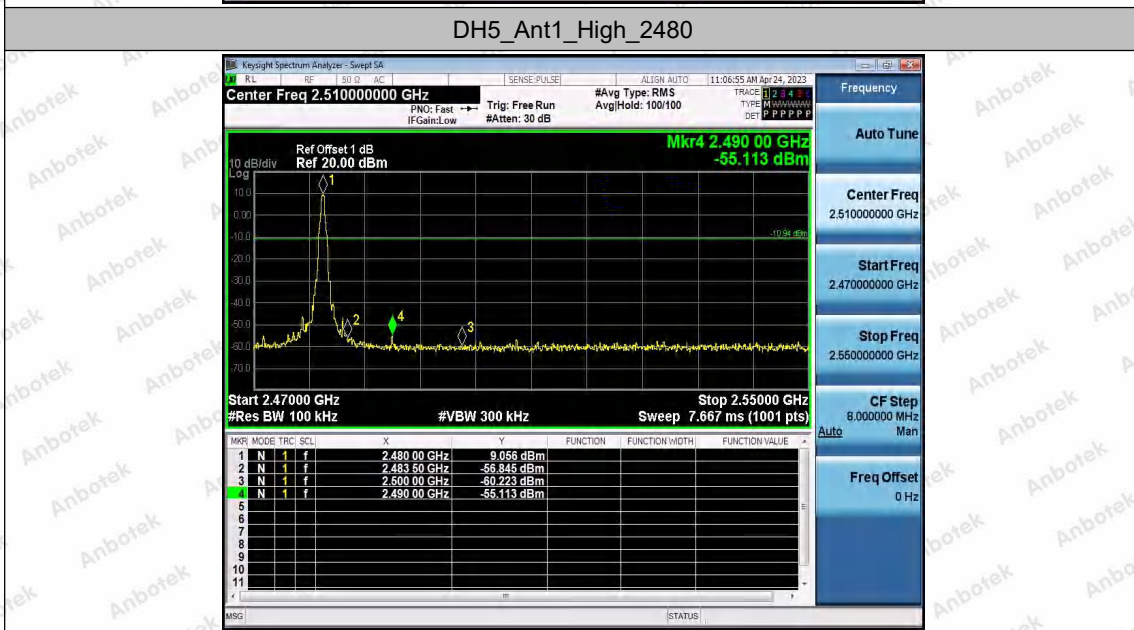 DH5_Ant1_High_2480
Keysight Spectrum Analyzer - Swept SA
RL RF 50 Ω AC SENSE:PULSE ALIGN AUTO 11:06:55 AM Apr 24, 2023
Center Freq 2.510000000 GHz #Avg Type: RMS TRACE 1 2 3 4 5 6
PNO: Fast Trig: Free Run Avg|Hold: 100/100 TYPE M WWWWW
IFGain:Low #Atten: 30 dB DET P P P P P P
Frequency
Auto Tune
Center Freq
2.510000000 GHz
Start Freq
2.470000000 GHz
Stop Freq
2.550000000 GHz
CF Step
8.000000 MHz
Auto Man
Freq Offset
0 Hz
Mkr4 2.490 00 GHz
-55.113 dBm
Ref Offset 1 dB
10 dB/div Ref 20.00 dBm
Log
10.0
0.00
-10.0
-20.0
-30.0
-40.0
-50.0
-60.0
-70.0
-10.94 dBm
1
2
4
3
Start 2.47000 GHz Stop 2.55000 GHz
#Res BW 100 kHz #VBW 300 kHz Sweep 7.667 ms (1001 pts)
MKR MODE TRC SCL X Y FUNCTION FUNCTION WIDTH FUNCTION VALUE
1 N 1 f 2.480 00 GHz 9.056 dBm
2 N 1 f 2.483 50 GHz -56.845 dBm
3 N 1 f 2.500 00 GHz -60.223 dBm
4 N 1 f 2.490 00 GHz -55.113 dBm
5
6
7
8
9
10
11
MSG STATUS
Anbotek